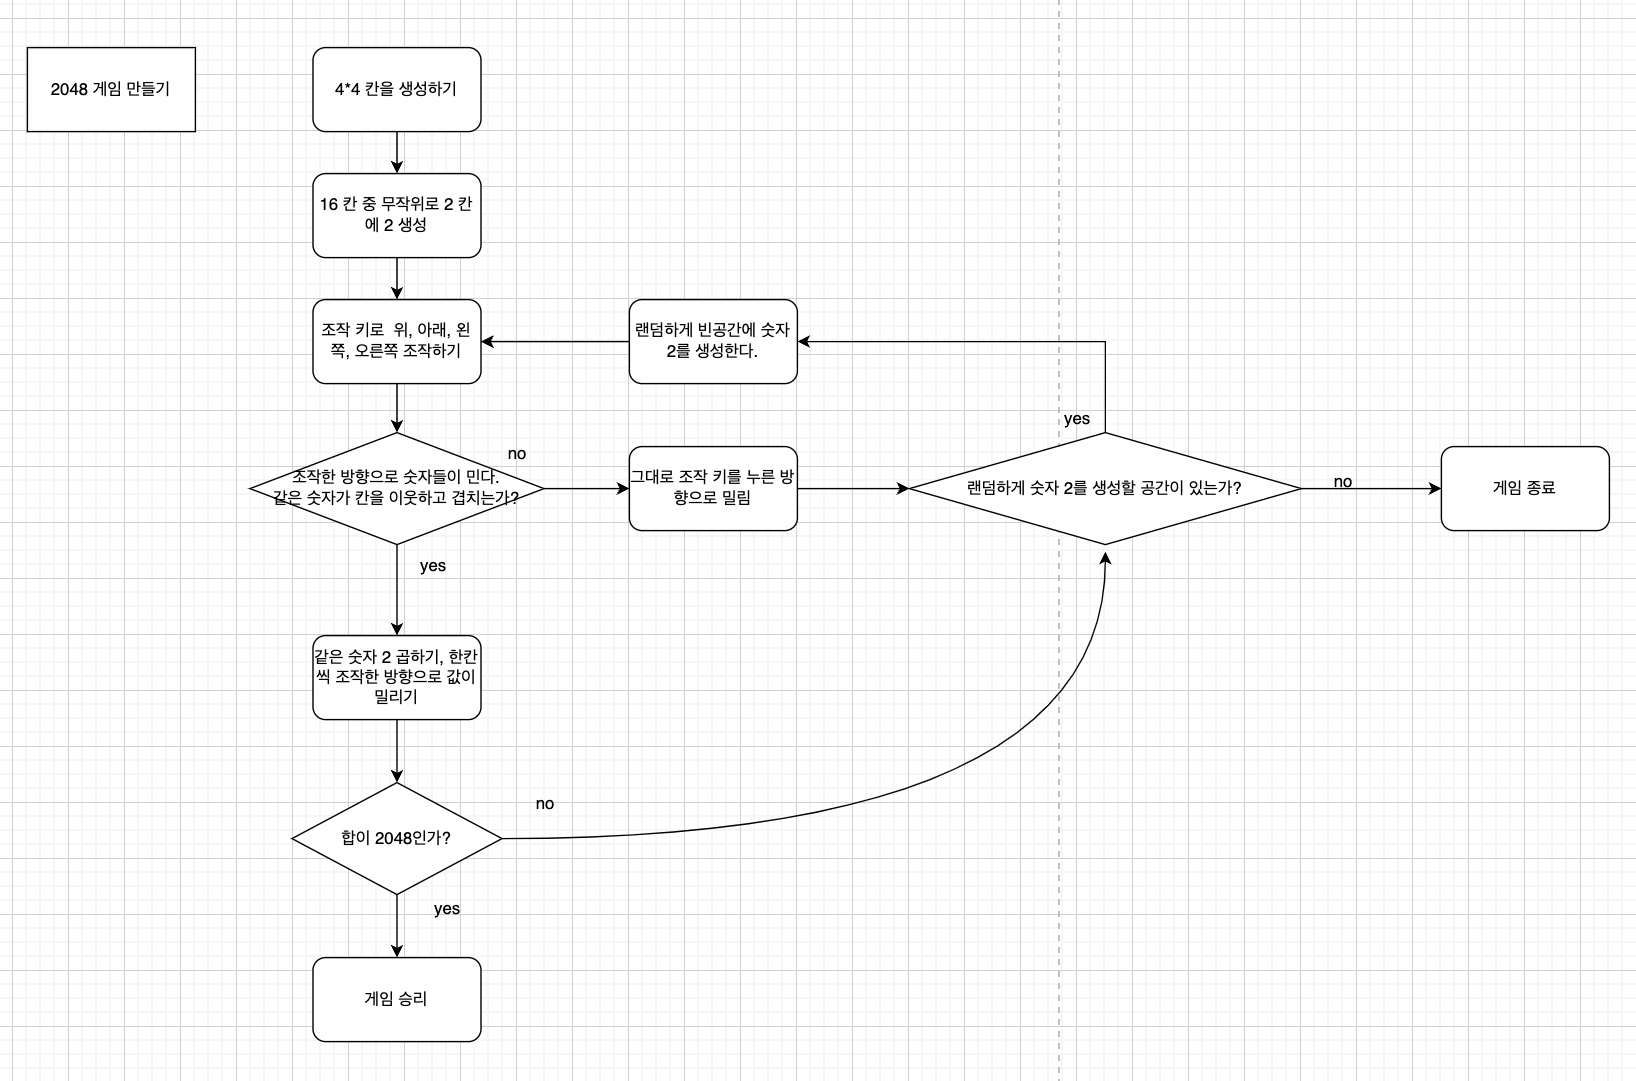 2048 게임 만들기
4*4 칸을 생성하기
16 칸 중 무작위로 2 칸
에 2 생성
조작 키로  위, 아래, 왼
쪽, 오른쪽 조작하기
랜덤하게 빈공간에 숫자
2를 생성한다.
yes
no
조작한 방향으로 숫자들이 민다.
같은 숫자가 칸을 이웃하고 겹치는가?
그대로 조작 키를 누른 방
향으로 밀림
랜덤하게 숫자 2를 생성할 공간이 있는가?
no
게임 종료
yes
같은 숫자 2 곱하기, 한칸
씩 조작한 방향으로 값이
밀리기
no
합이 2048인가?
yes
게임 승리